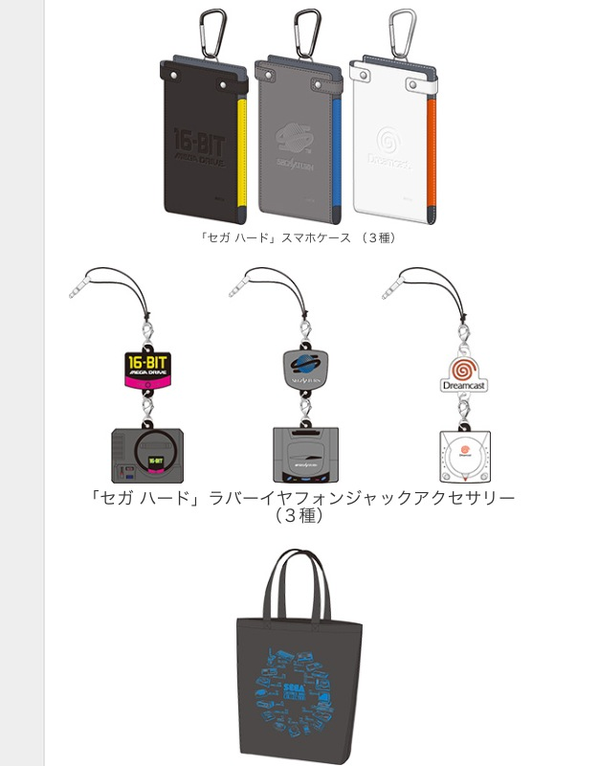 16-BIT
MEGA DRIVE
Dreamcast
「セガ ハード」スマホケース （３種）
16-BIT
MEGA DRIVE
SEGA SATURN
Dreamcast
16-BIT
「セガ ハード」ラバーイヤフォンジャックアクセサリー
（３種）
SEGA